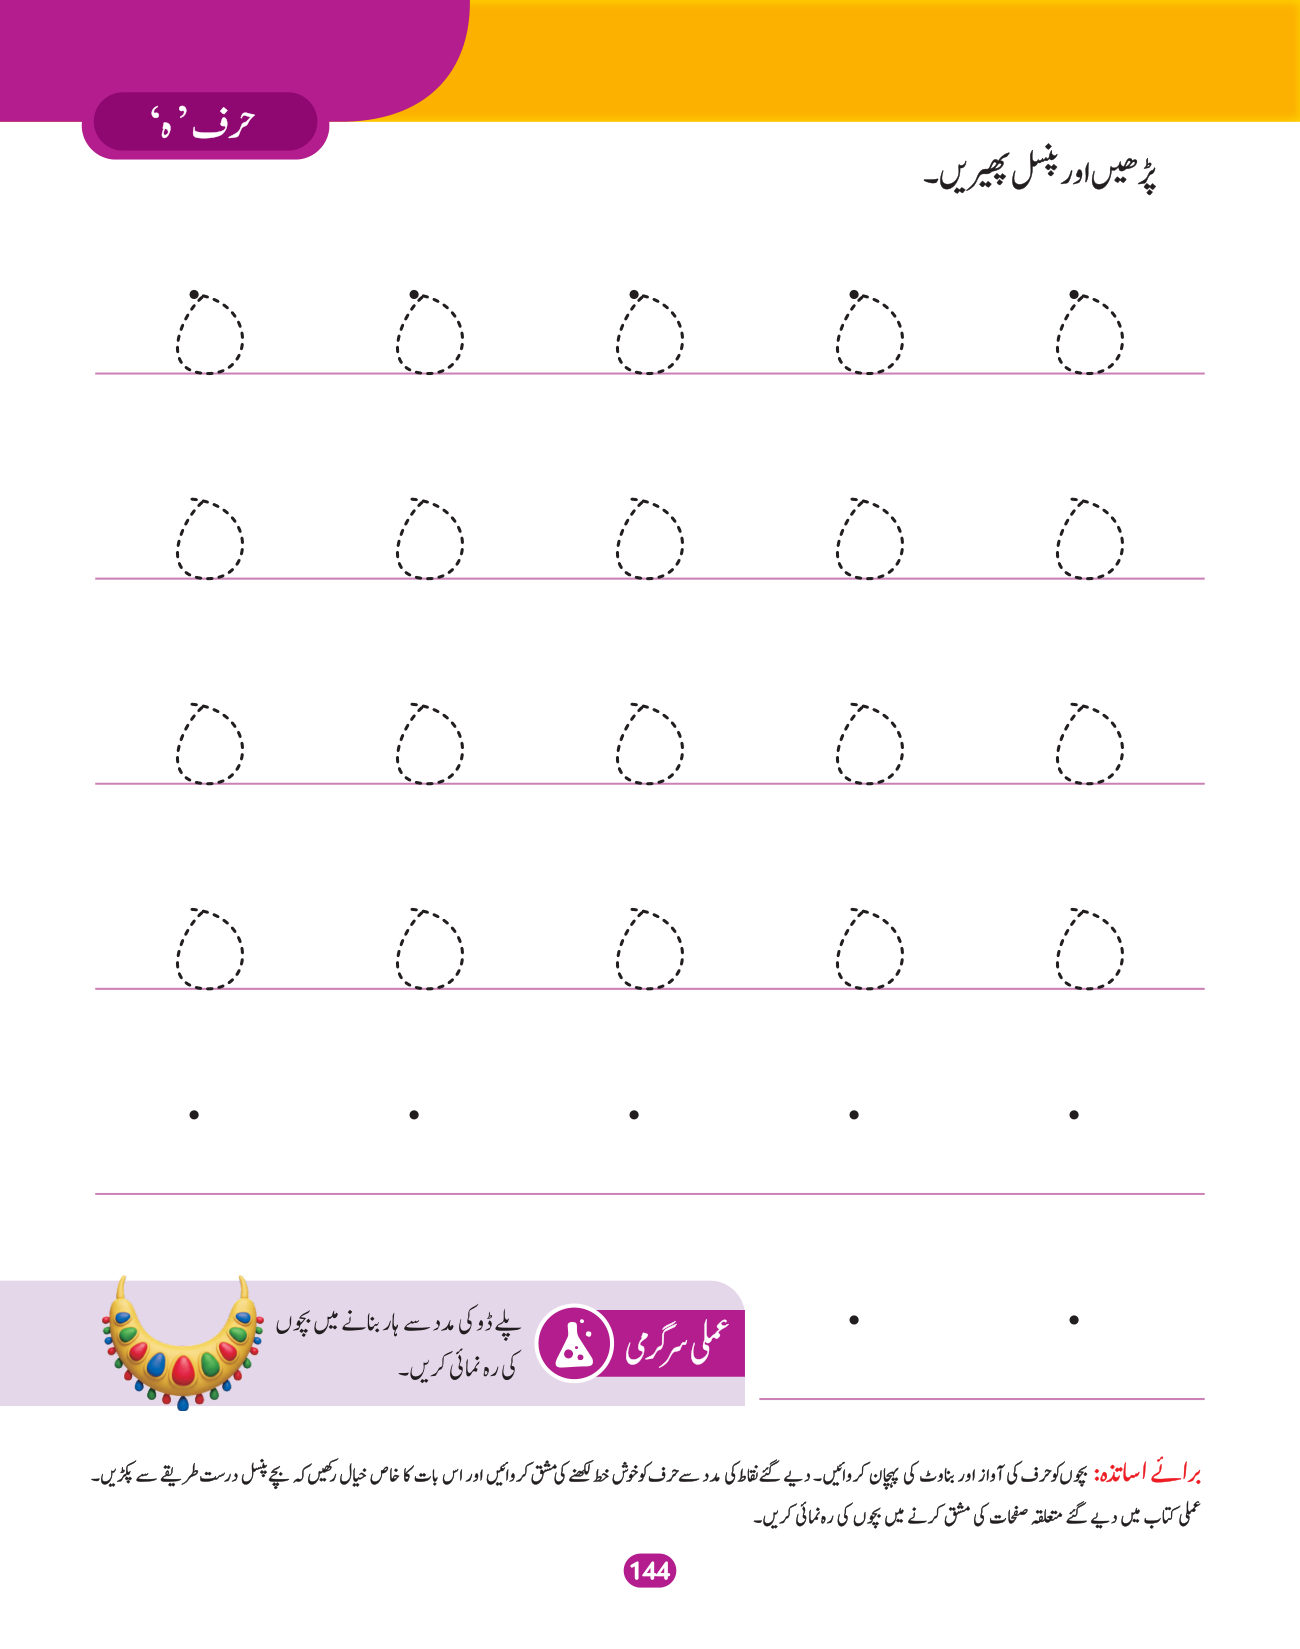 حرف ’ہ‘
پڑھیں اور پنسل پھیریں۔
ہ ہ ہ ہ ہ
ہ ہ ہ ہ ہ
ہ ہ ہ ہ ہ
ہ ہ ہ ہ ہ
عملی سرگرمی
پلے ڈو کی مدد سے ہار بنانے میں بچوں
کی رہ نمائی کریں۔
برائے اساتذہ: بچوں کو حرف کی آواز اور بناوٹ کی پہچان کروائیں۔ دیے گئے نقاط کی مدد سے حرف کو خوش خط لکھنے کی مشق کروائیں اور اس بات کا خاص خیال رکھیں کہ بچے پنسل درست طریقے سے پکڑیں۔
عملی کتاب میں دیے گئے متعلقہ صفحات کی مشق کرنے میں بچوں کی رہ نمائی کریں۔
144